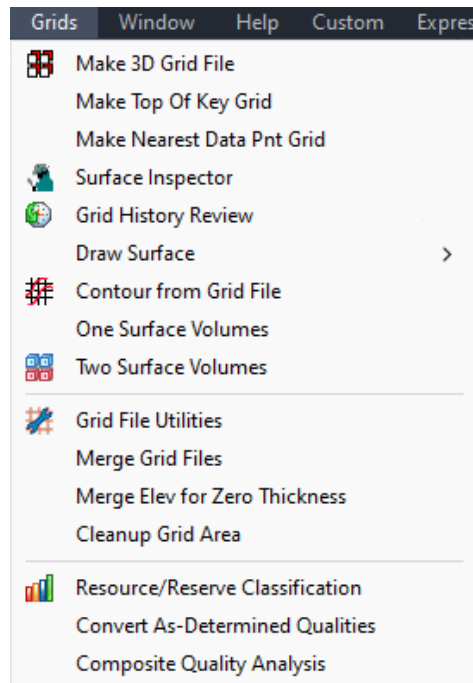 Grids Window Help Custom Expres
Make 3D Grid File
Make Top Of Key Grid
Make Nearest Data Pnt Grid
Surface Inspector
Grid History Review
Draw Surface
Contour from Grid File
One Surface Volumes
Two Surface Volumes
Grid File Utilities
Merge Grid Files
Merge Elev for Zero Thickness
Cleanup Grid Area
Resource/Reserve Classification
Convert As-Determined Qualities
Composite Quality Analysis